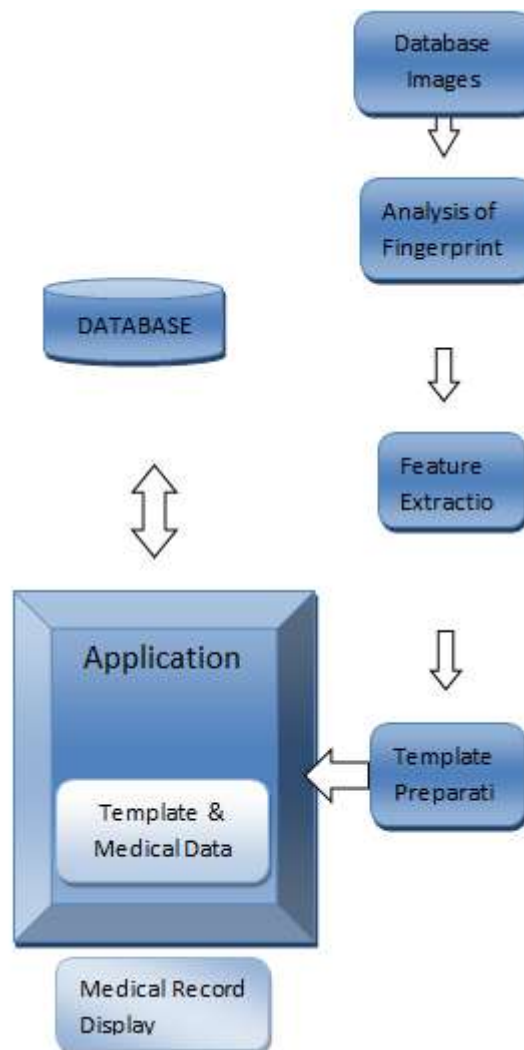 Database
Images
Analysis of
Fingerprint
DATABASE
Feature
Extractio
Application
Template
Preparati
Template &
Medical Data
Medical Record
Display